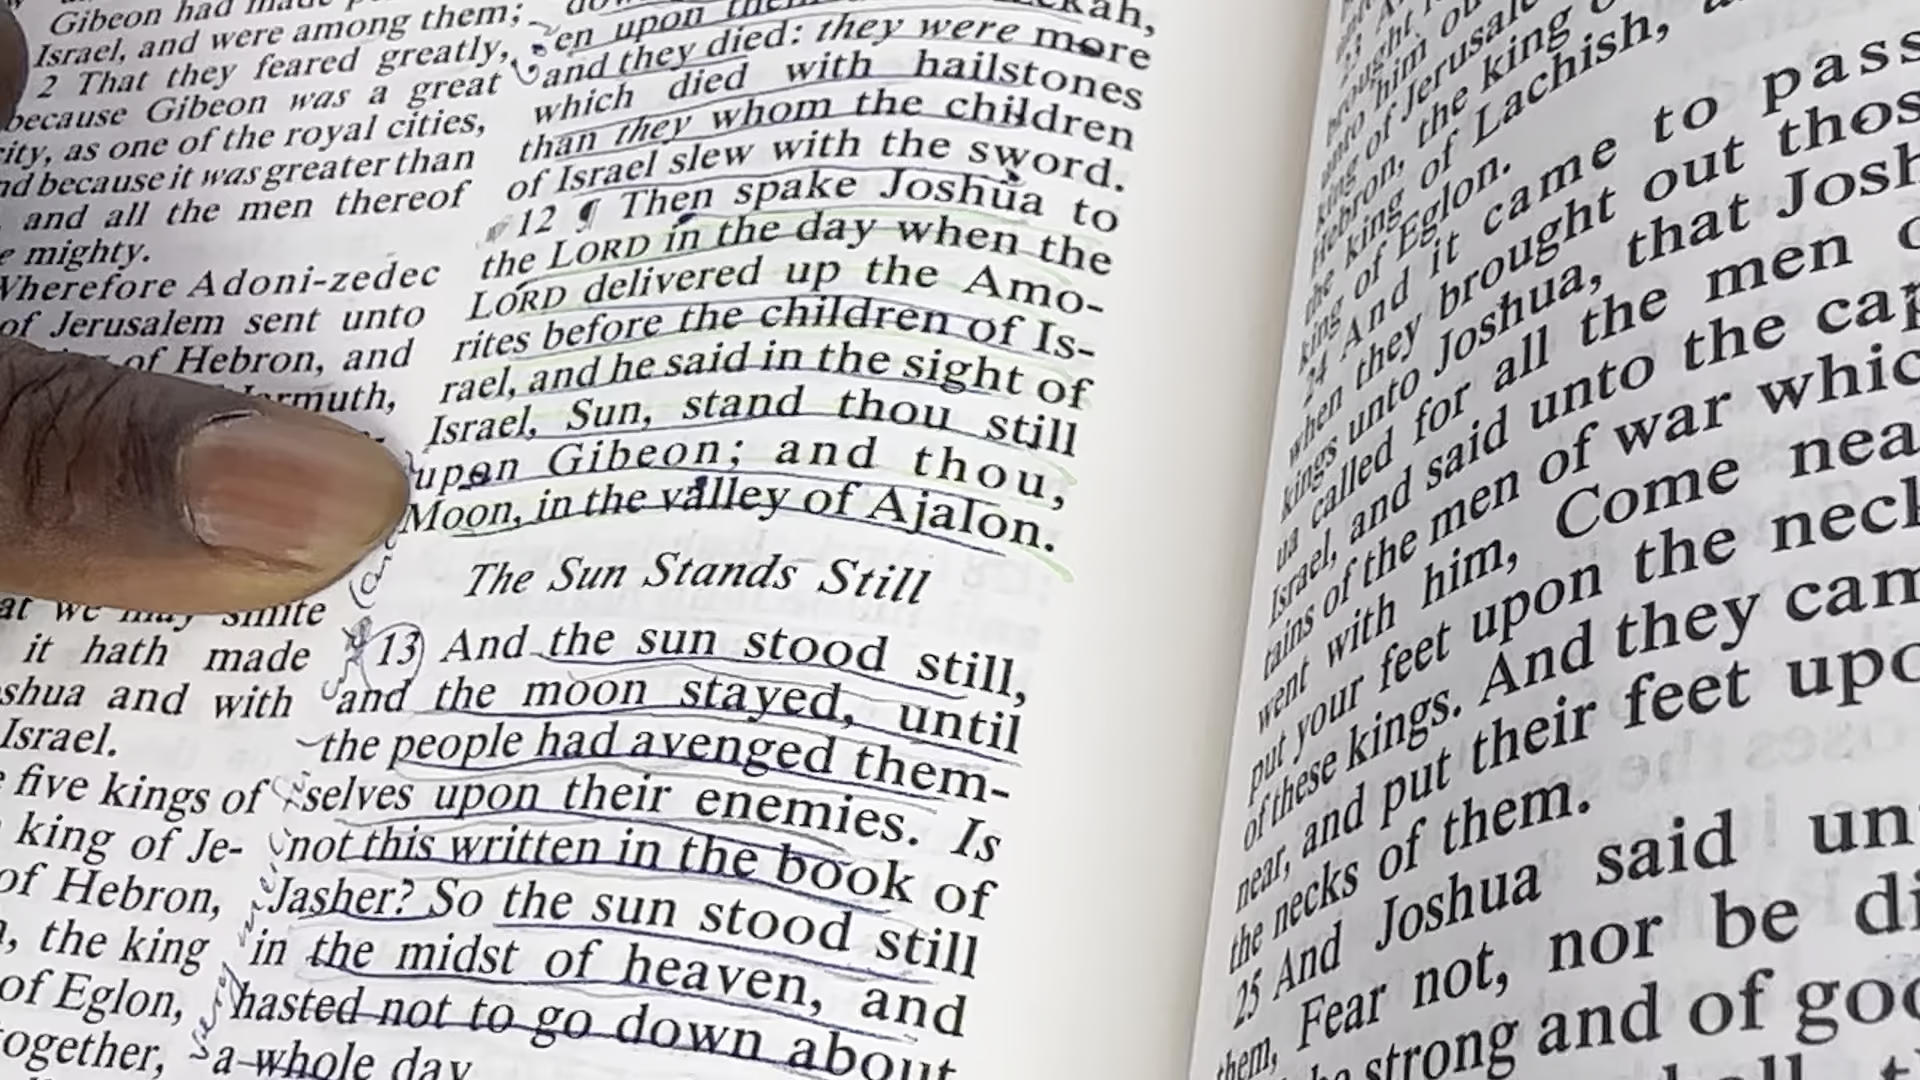 Gibeon had made
Israel, and were among them;
2 That they feared greatly,
because Gibeon was a great
city, as one of the royal cities,
and because it was greater than
and all the men thereof
mighty.
Wherefore Adoni-zedec
of Jerusalem sent unto
of Hebron, and
smite
it hath made
shua and with
Israel.
five kings of
king of Je-
of Hebron,
the king
of Eglon,
together,
en upon them
and they died: they were more
which died with hailstones
than they whom the children
of Israel slew with the sword.
12 ¶ Then spake Joshua to
the LORD in the day when the
LORD delivered up the Amo-
rites before the children of Is-
rael, and he said in the sight of
Israel, Sun, stand thou still
upon Gibeon; and thou,
Moon, in the valley of Ajalon.
The Sun Stands Still
13 And the sun stood still,
and the moon stayed, until
the people had avenged them-
selves upon their enemies. Is
not this written in the book of
Jasher? So the sun stood still
in the midst of heaven, and
hasted not to go down about
a whole day
him out
king of Jerusale
Hebron, the king
the king of Lachish,
king of Eglon.
24 And it came to pass
when they brought out thos
kings unto Joshua, that Josh
ua called for all the men o
Israel, and said unto the cap
tains of the men of war whic
went with him, Come nea
put your feet upon the neck
of these kings. And they cam
near, and put their feet upo
the necks of them.
25 And Joshua said un
them, Fear not, nor be di
strong and of goo